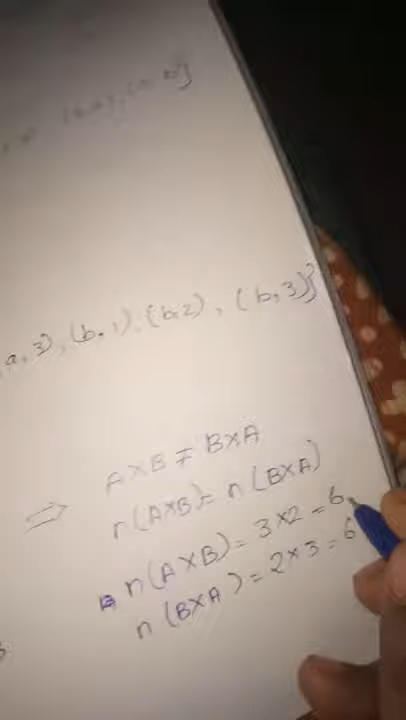 a, 3), (b, 1), (b, 2), (b, 3)}
⇒ A×B ≠ B×A
n(A×B) = n(B×A)
n(A×B) = 3×2 = 6
n(B×A) = 2×3 = 6